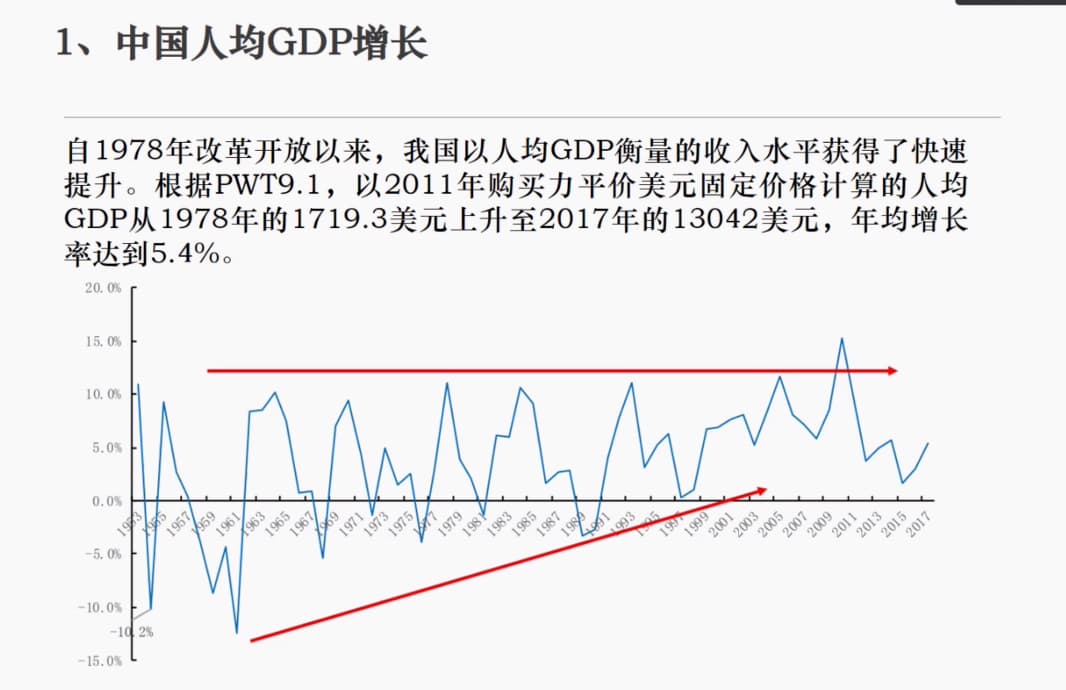 1、中国人均GDP增长
自1978年改革开放以来，我国以人均GDP衡量的收入水平获得了快速
提升。根据PWT9.1，以2011年购买力平价美元固定价格计算的人均
GDP从1978年的1719.3美元上升至2017年的13042美元，年均增长
率达到5.4%。
20.0%
15.0%
10.0%
5.0%
0.0%
-5.0%
-10.0%
-15.0%
-10.2%
1953 1955 1957 1959 1961 1963 1965 1967 1969 1971 1973 1975 1977 1979 1981 1983 1985 1987 1989 1991 1993 1995 1997 1999 2001 2003 2005 2007 2009 2011 2013 2015 2017